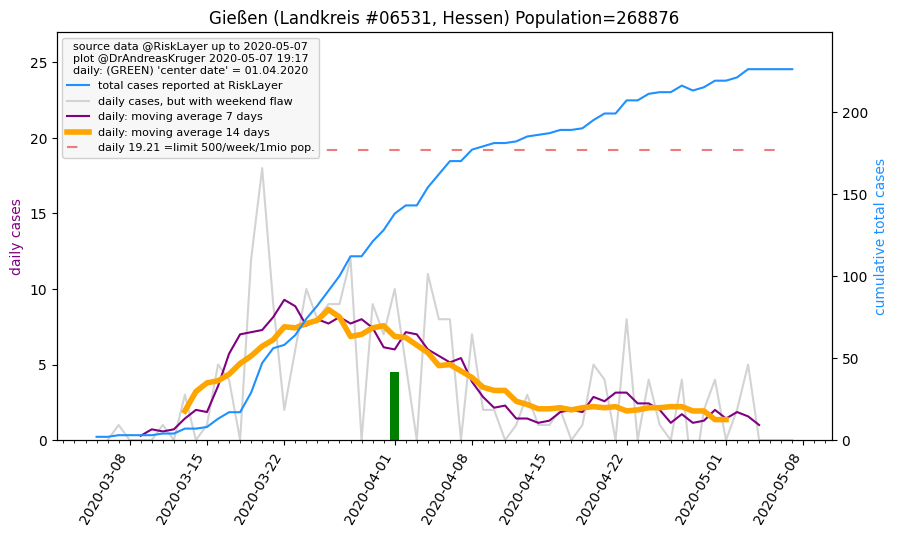 Gießen (Landkreis #06531, Hessen) Population=268876
source data @RiskLayer up to 2020-05-07
plot @DrAndreasKruger 2020-05-07 19:17
daily: (GREEN) 'center date' = 01.04.2020
total cases reported at RiskLayer
daily cases, but with weekend flaw
daily: moving average 7 days
daily: moving average 14 days
daily 19.21 =limit 500/week/1mio pop.
daily cases
25
20
15
10
5
0
cumulative total cases
200
150
100
50
0
2020-03-08
2020-03-15
2020-03-22
2020-04-01
2020-04-08
2020-04-15
2020-04-22
2020-05-01
2020-05-08